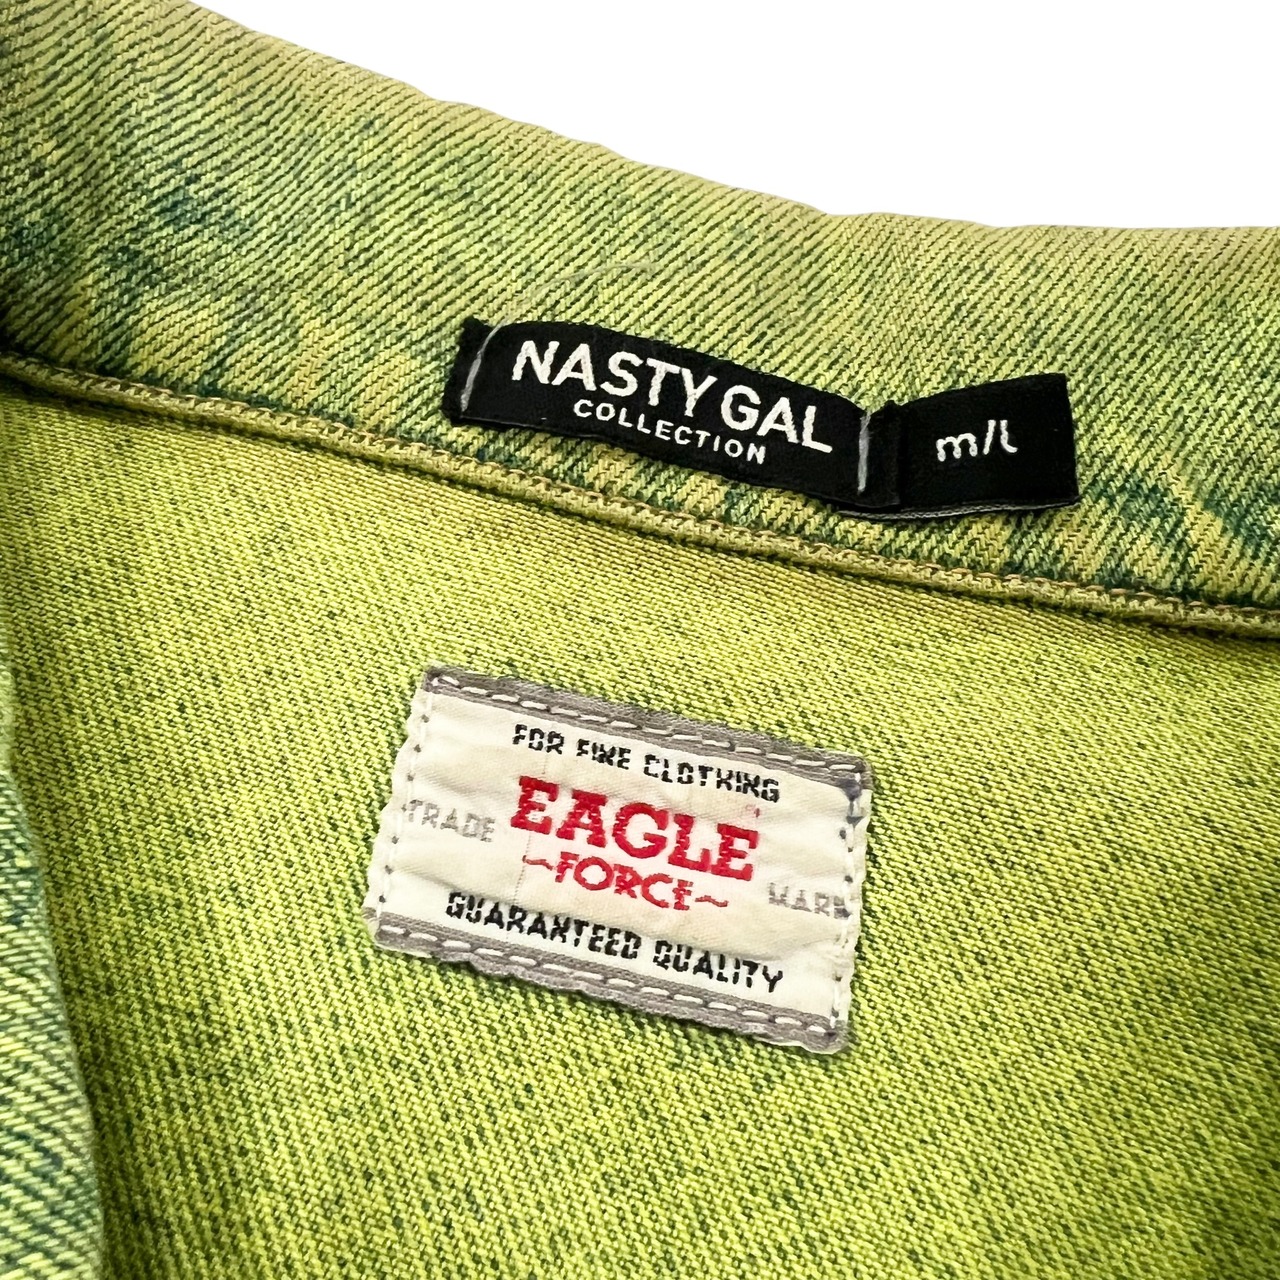 NASTY GAL
COLLECTION
m/l
FOR FINE CLOTHING
EAGLE
TRADE
~FORCE~
MARK
GUARANTEED QUALITY